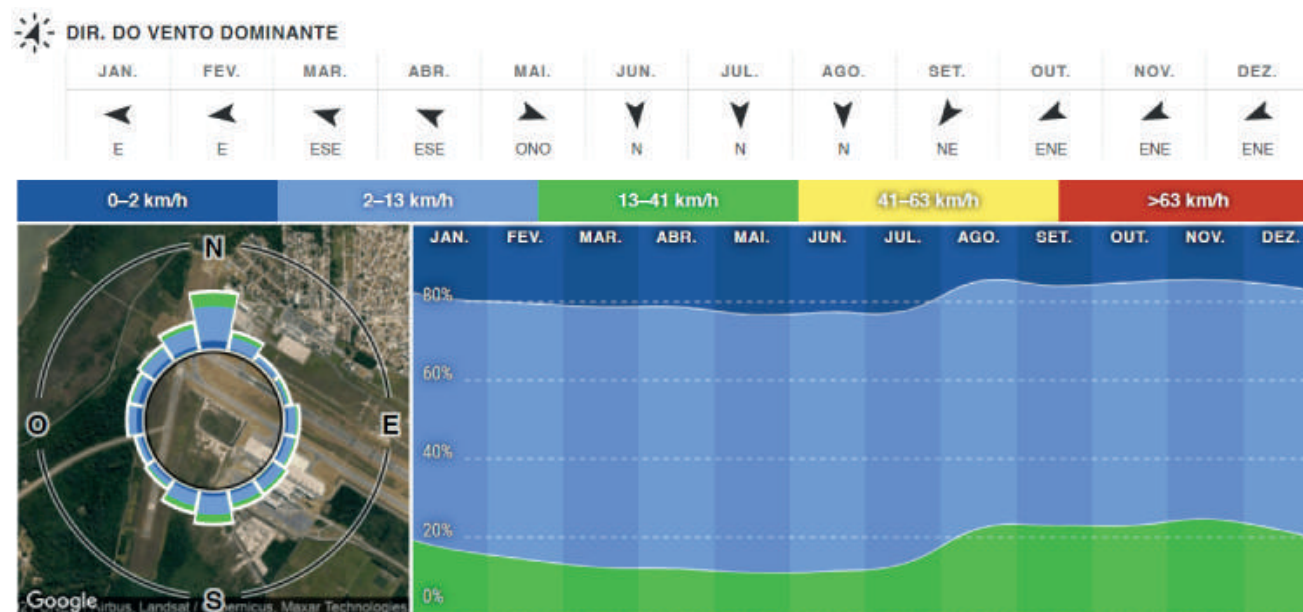 DIR. DO VENTO DOMINANTE
JAN. FEV. MAR. ABR. MAI. JUN. JUL. AGO. SET. OUT. NOV. DEZ.
E E ESE ESE ONO N N N NE ENE ENE ENE
0–2 km/h 2–13 km/h 13–41 km/h 41–63 km/h >63 km/h
JAN. FEV. MAR. ABR. MAI. JUN. JUL. AGO. SET. OUT. NOV. DEZ.
N
80%
60%
O E
40%
20%
S
0%
Google
Airbus, Landsat / Copernicus, Maxar Technologies